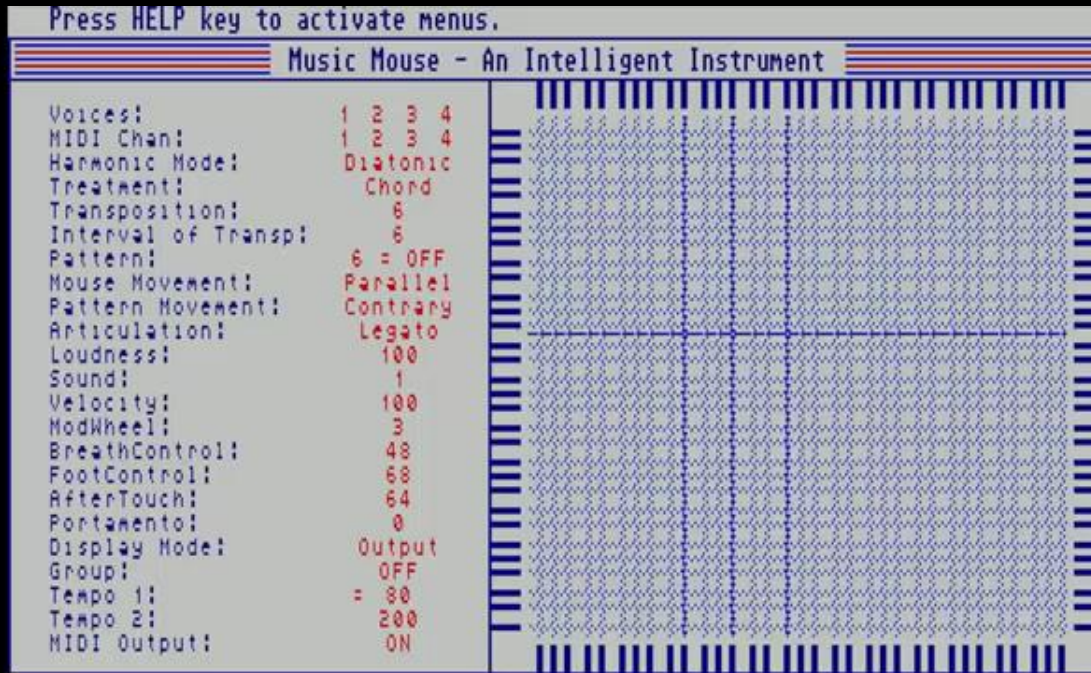 Press HELP key to activate menus.
Music Mouse - An Intelligent Instrument
Voices: 1 2 3 4
MIDI Chan: 1 2 3 4
Harmonic Mode: Diatonic
Treatment: Chord
Transposition: 6
Interval of Transp: 6
Pattern: 6 = OFF
Mouse Movement: Parallel
Pattern Movement: Contrary
Articulation: Legato
Loudness: 100
Sound: 1
Velocity: 100
ModWheel: 3
BreathControl: 48
FootControl: 68
AfterTouch: 64
Portamento: 0
Display Mode: Output
Group: OFF
Tempo 1: = 80
Tempo 2: 200
MIDI Output: ON